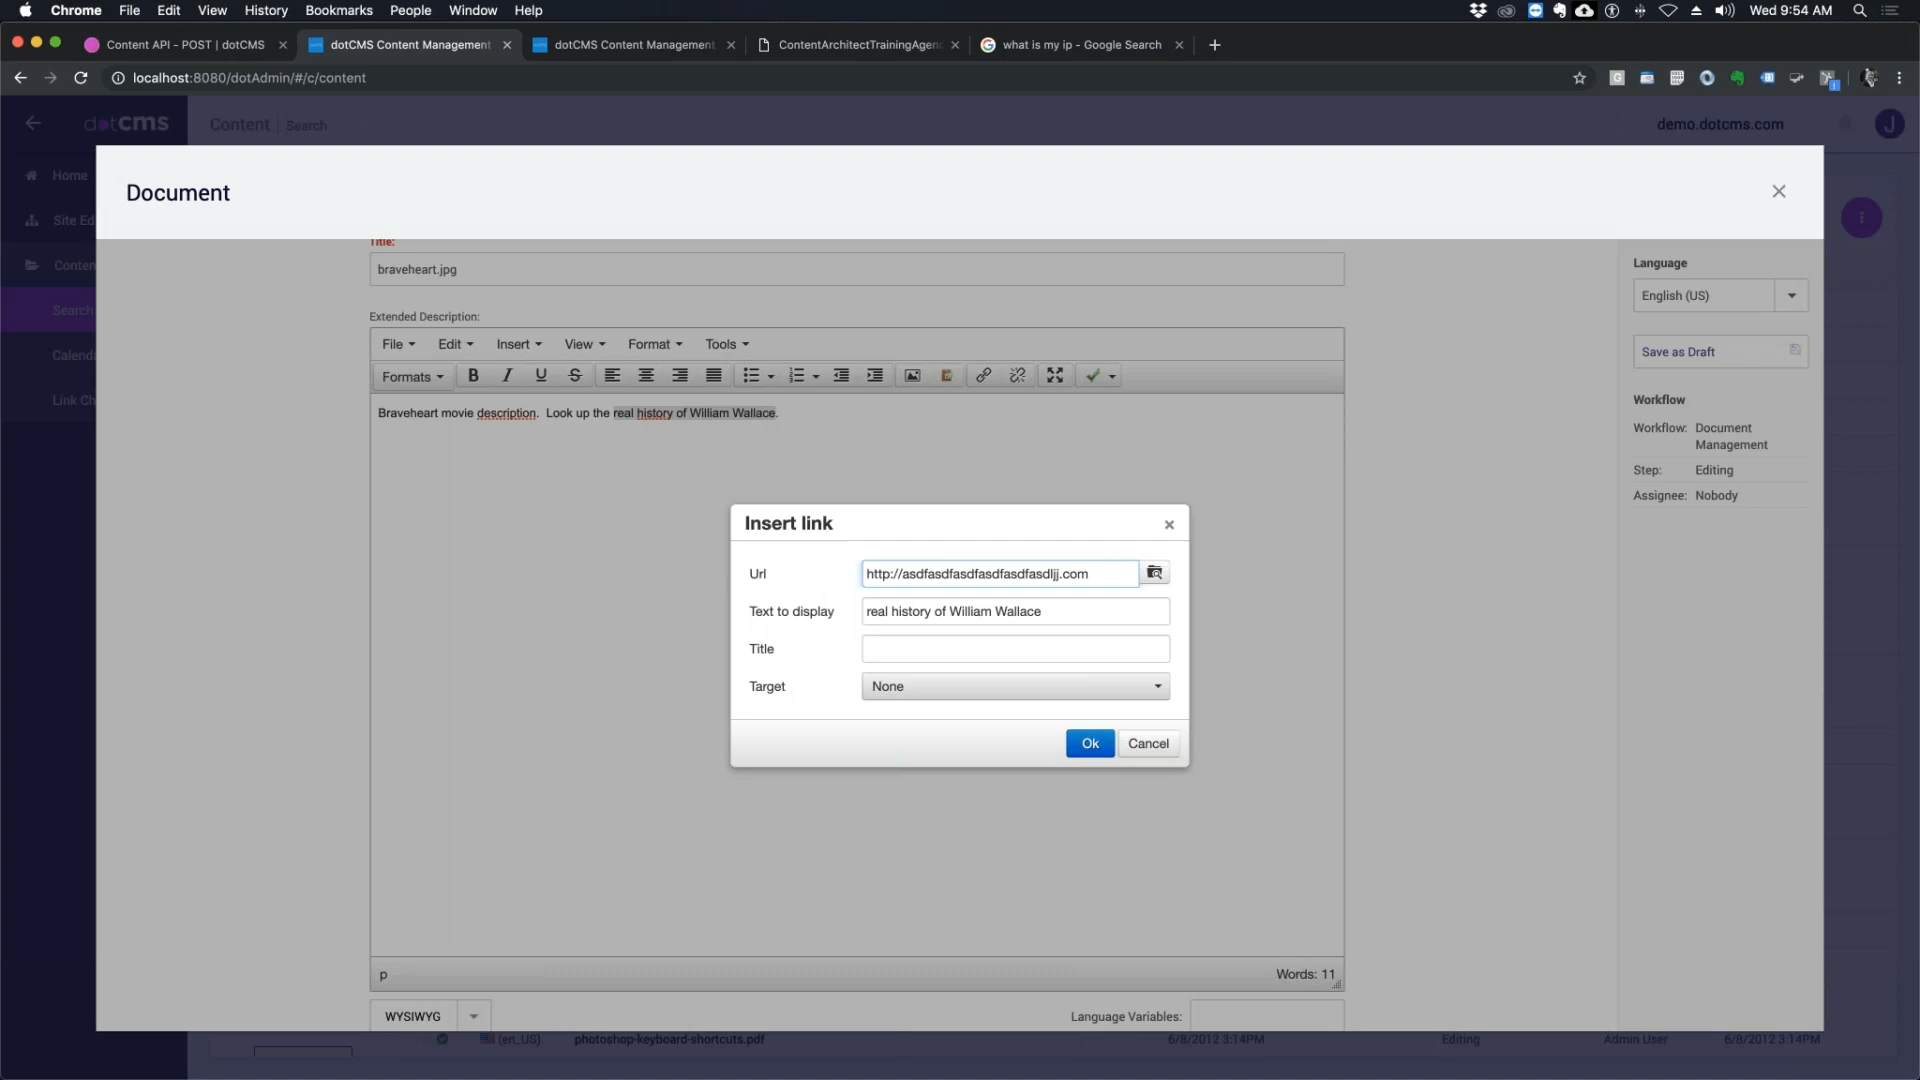 Chrome File Edit View History Bookmarks People Window Help Wed 9:54 AM
Content API - POST | dotCMS dotCMS Content Management dotCMS Content Management ContentArchitectTrainingAgen what is my ip - Google Search
localhost:8080/dotAdmin/#/c/content
dotCMS Content Search demo.dotcms.com J
Home
Document
Site Ed
Title:
Conten
Language
braveheart.jpg
English (US)
Search
Extended Description:
File Edit Insert View Format Tools
Calenda
Save as Draft
Formats B I U S
Link Ch
Workflow
Braveheart movie description. Look up the real history of William Wallace.
Workflow: Document
Management
Step: Editing
Assignee: Nobody
Insert link
Url http://asdfasdfasdfasdfasdfasdljj.com
Text to display real history of William Wallace
Title
Target None
Ok Cancel
p Words: 11
WYSIWYG Language Variables:
(en_US) photoshop-keyboard-shortcuts.pdf 6/8/2012 3:14PM Editing Admin User 6/8/2012 3:14PM